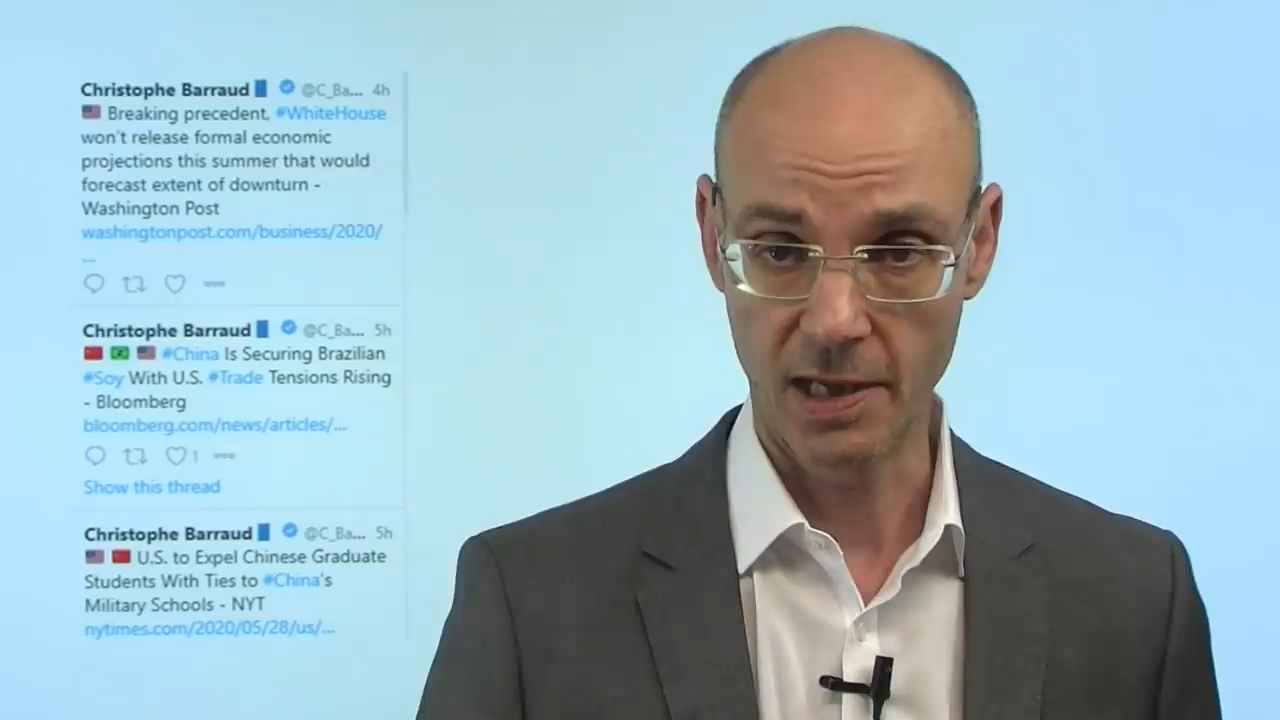 Christophe Barraud @C_Ba... 4h
Breaking precedent, #WhiteHouse
won't release formal economic
projections this summer that would
forecast extent of downturn -
Washington Post
washingtonpost.com/business/2020/
...
Christophe Barraud @C_Ba... 5h
#China Is Securing Brazilian
#Soy With U.S. #Trade Tensions Rising
- Bloomberg
bloomberg.com/news/articles/...
1
Show this thread
Christophe Barraud @C_Ba... 5h
U.S. to Expel Chinese Graduate
Students With Ties to #China's
Military Schools - NYT
nytimes.com/2020/05/28/us/...